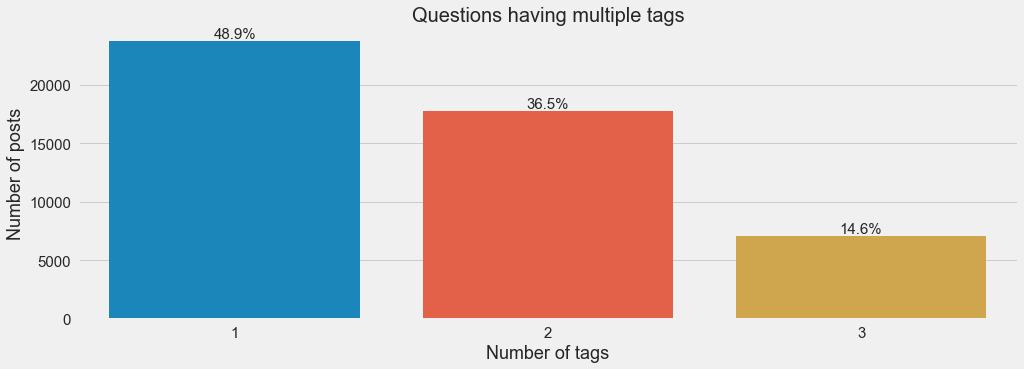 Questions having multiple tags
48.9%
36.5%
14.6%
Number of posts
20000
15000
10000
5000
0
1 2 3
Number of tags